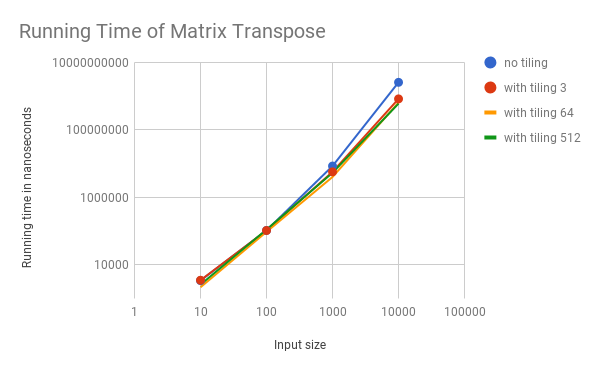 Running Time of Matrix Transpose
10000000000
100000000
1000000
10000
Running time in nanoseconds
1 10 100 1000 10000 100000
Input size
no tiling
with tiling 3
with tiling 64
with tiling 512